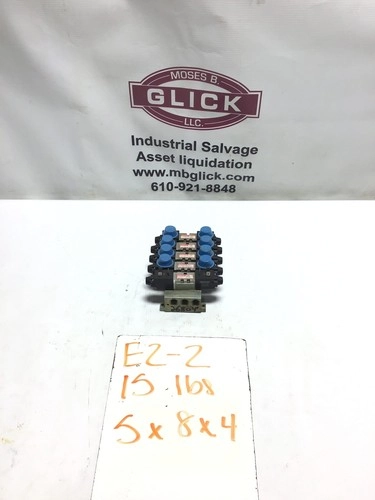 MOSES B.
GLICK
LLC.
Industrial Salvage
Asset liquidation
www.mbglick.com
610-921-8848
E2-2
15 lbs
5x8x4